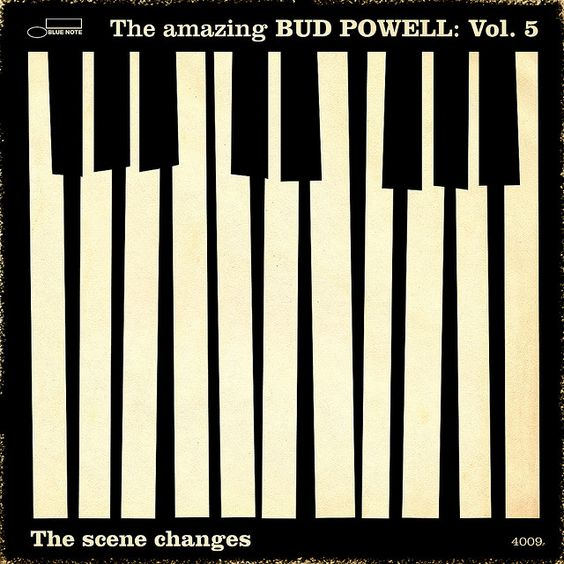 BLUE NOTE
The amazing BUD POWELL: Vol. 5
The scene changes
4009